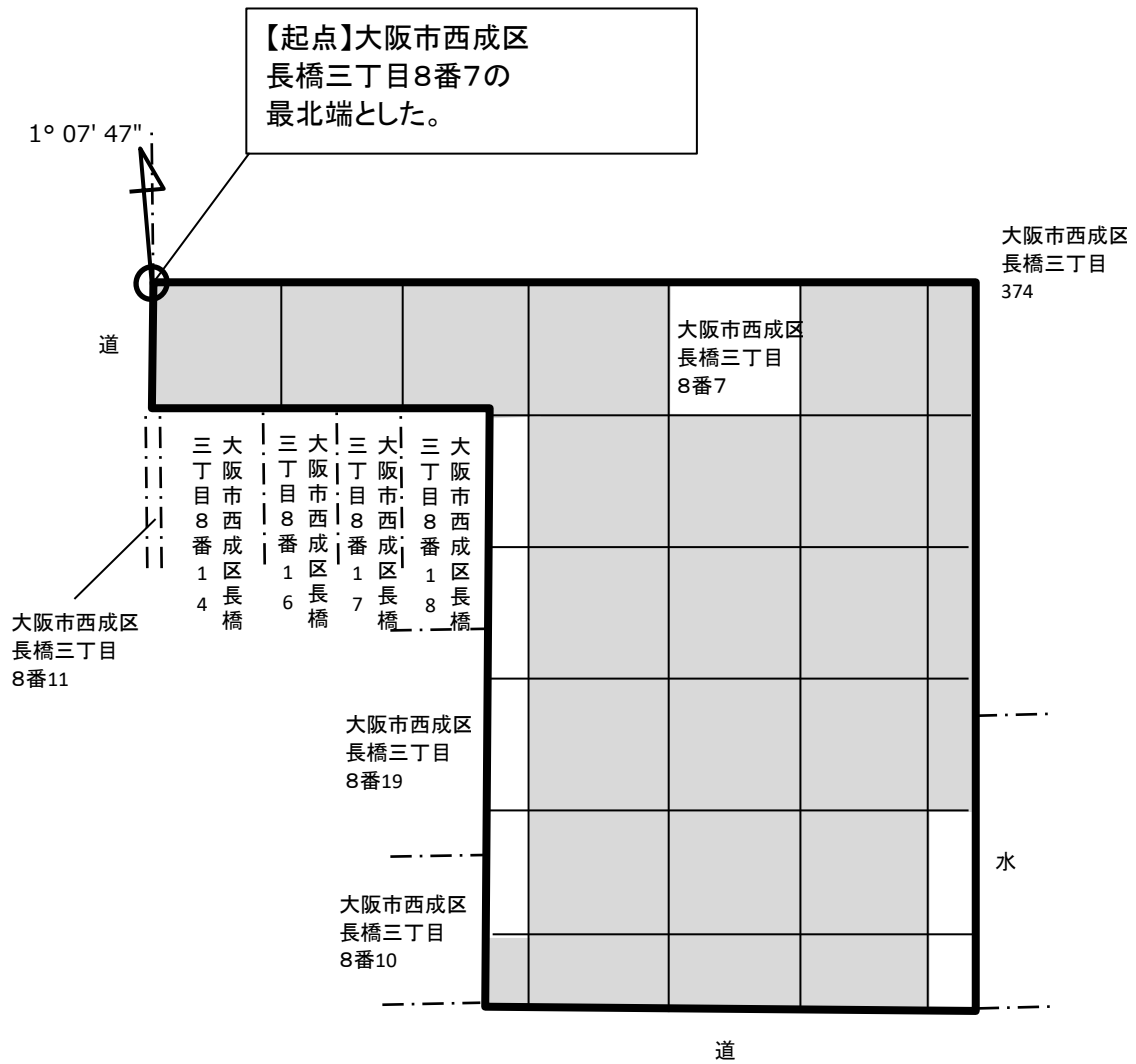 【起点】大阪市西成区
長橋三丁目8番7の
最北端とした。
1° 07' 47"
大阪市西成区
長橋三丁目
374
道
大阪市西成区
長橋三丁目
8番7
大阪市西成区長橋
三丁目8番14
大阪市西成区長橋
三丁目8番16
大阪市西成区長橋
三丁目8番17
大阪市西成区長橋
三丁目8番18
大阪市西成区
長橋三丁目
8番11
大阪市西成区
長橋三丁目
8番19
水
大阪市西成区
長橋三丁目
8番10
道